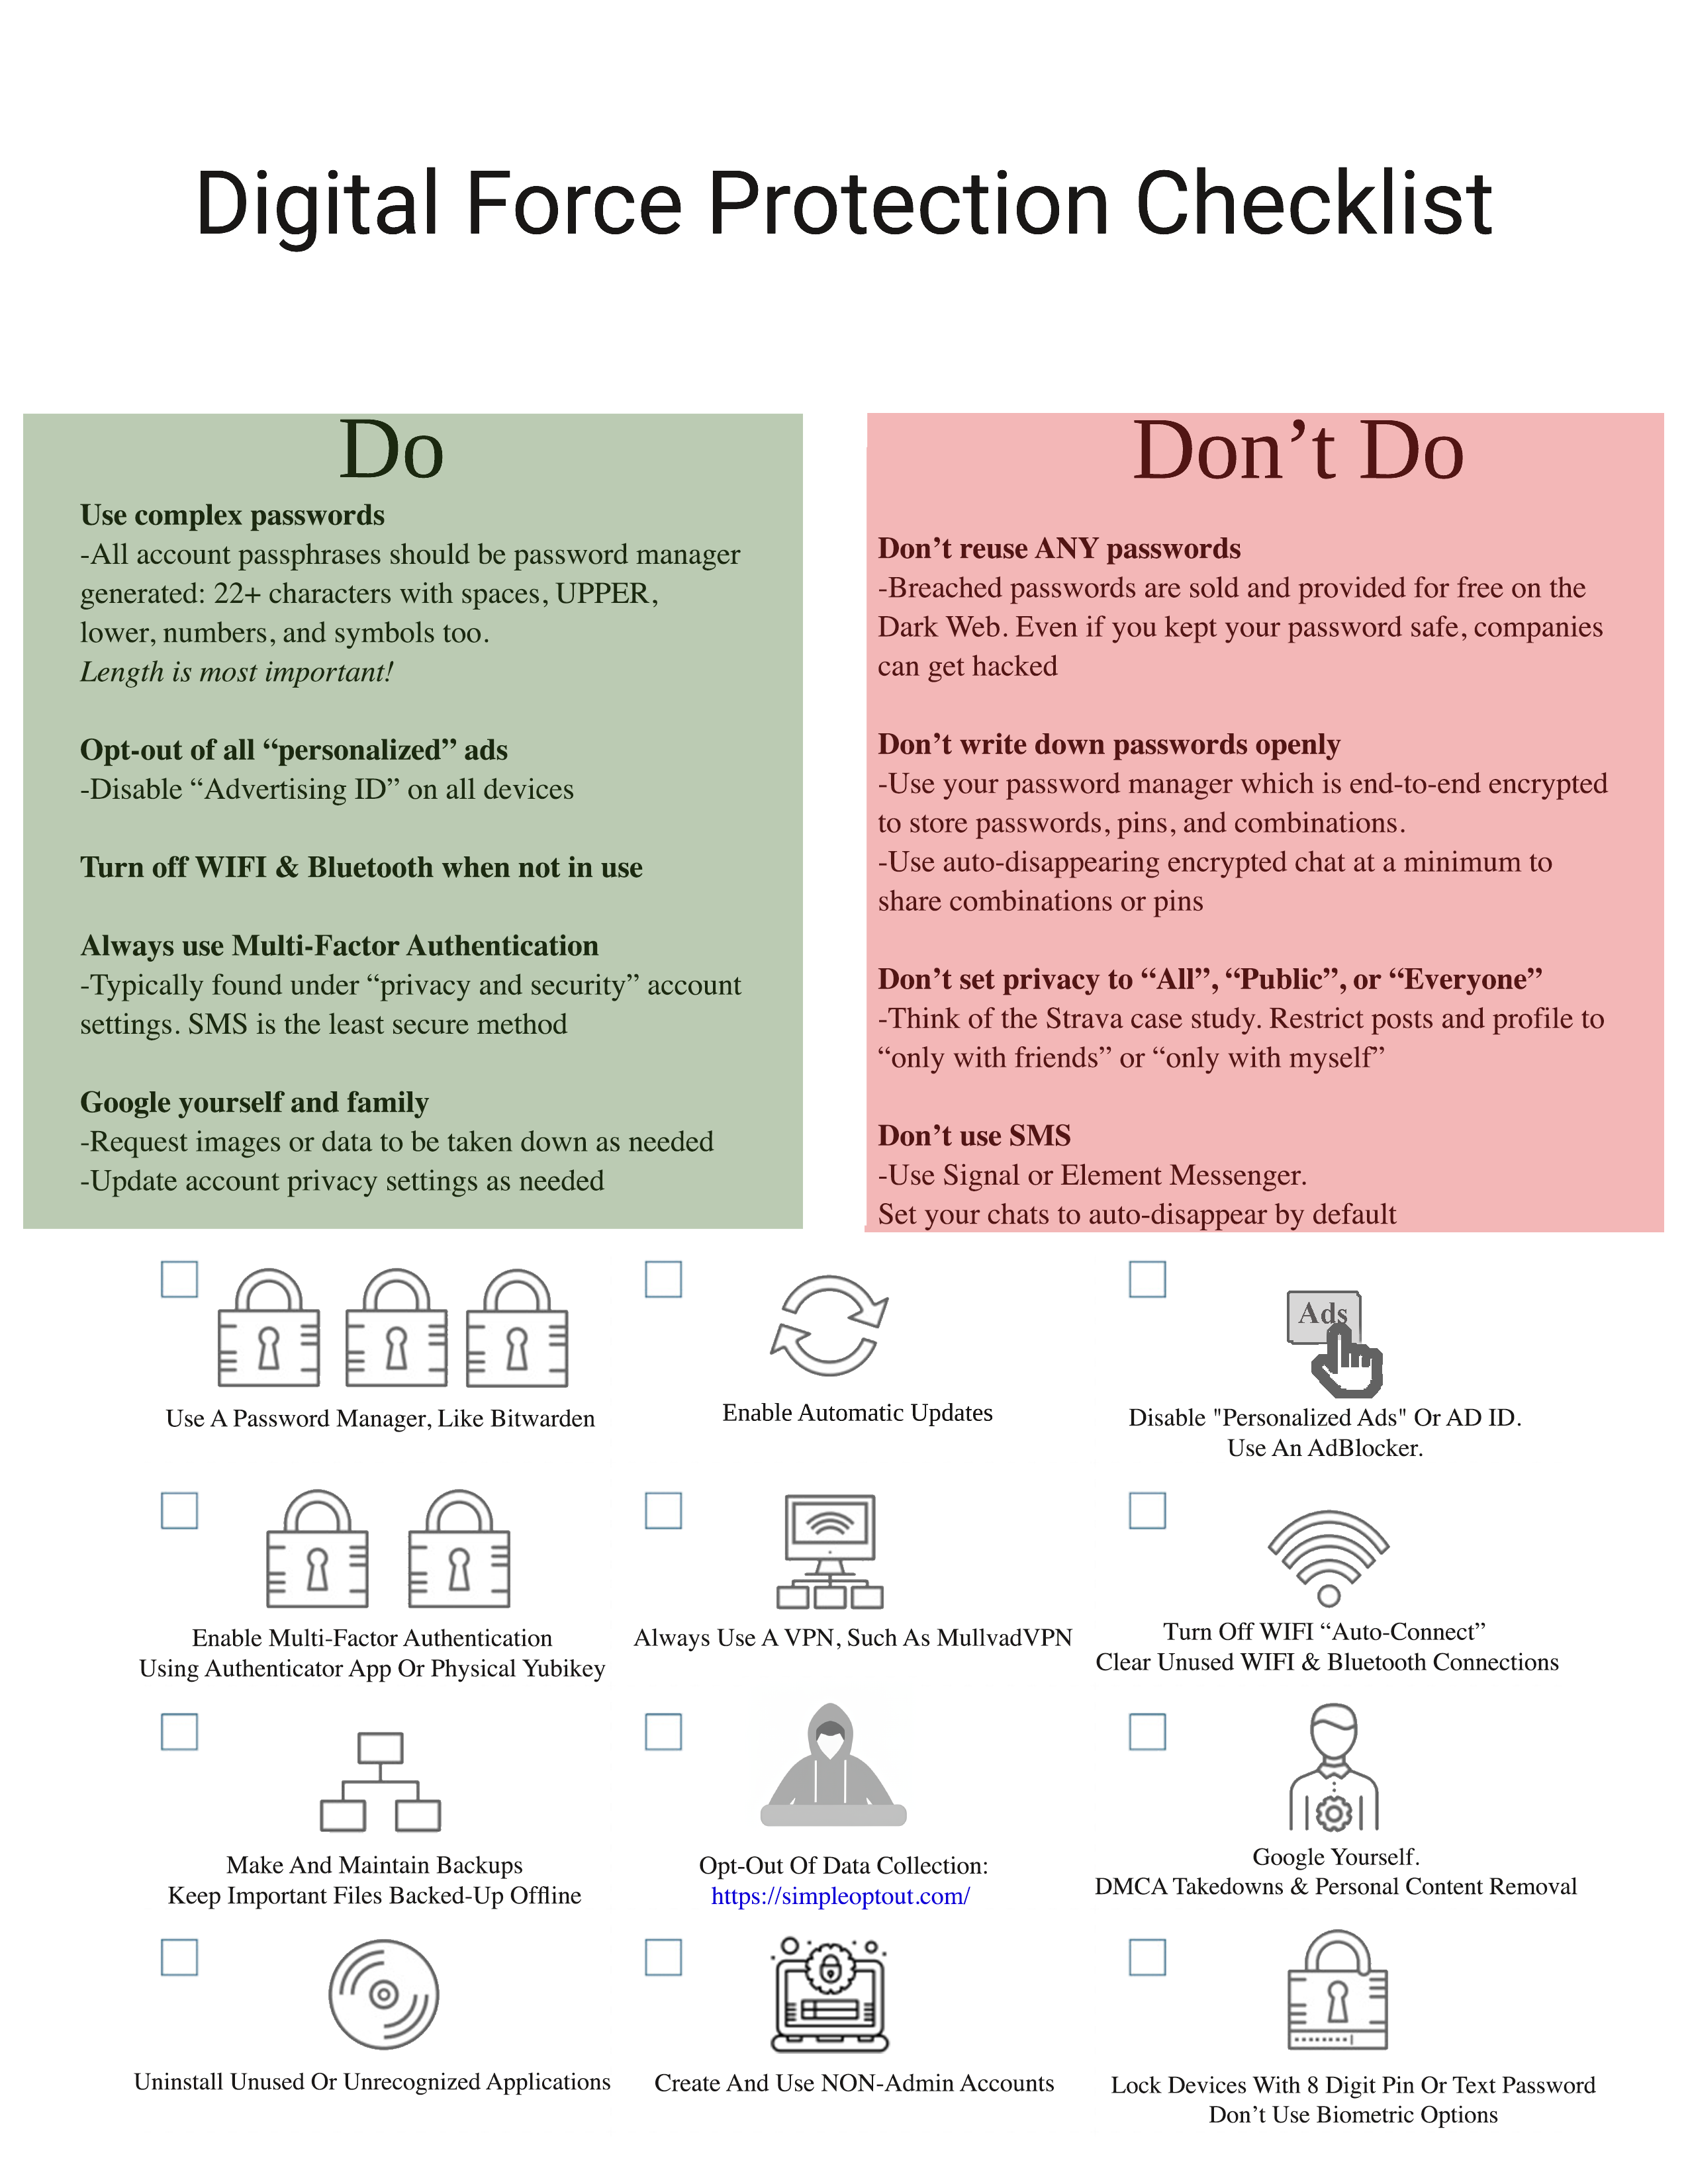 Digital Force Protection Checklist
Do
Use complex passwords
-All account passphrases should be password manager
generated: 22+ characters with spaces, UPPER,
lower, numbers, and symbols too.
Length is most important!
Opt-out of all “personalized” ads
-Disable “Advertising ID” on all devices
Turn off WIFI & Bluetooth when not in use
Always use Multi-Factor Authentication
-Typically found under “privacy and security” account
settings. SMS is the least secure method
Google yourself and family
-Request images or data to be taken down as needed
-Update account privacy settings as needed
Don’t Do
Don’t reuse ANY passwords
-Breached passwords are sold and provided for free on the
Dark Web. Even if you kept your password safe, companies
can get hacked
Don’t write down passwords openly
-Use your password manager which is end-to-end encrypted
to store passwords, pins, and combinations.
-Use auto-disappearing encrypted chat at a minimum to
share combinations or pins
Don’t set privacy to “All”, “Public”, or “Everyone”
-Think of the Strava case study. Restrict posts and profile to
“only with friends” or “only with myself”
Don’t use SMS
-Use Signal or Element Messenger.
Set your chats to auto-disappear by default
Use A Password Manager, Like Bitwarden
Enable Automatic Updates
Ads
Disable "Personalized Ads" Or AD ID.
Use An AdBlocker.
Enable Multi-Factor Authentication
Using Authenticator App Or Physical Yubikey
Always Use A VPN, Such As MullvadVPN
Turn Off WIFI “Auto-Connect”
Clear Unused WIFI & Bluetooth Connections
Make And Maintain Backups
Keep Important Files Backed-Up Offline
Opt-Out Of Data Collection:
https://simpleoptout.com/
Google Yourself.
DMCA Takedowns & Personal Content Removal
Uninstall Unused Or Unrecognized Applications
Create And Use NON-Admin Accounts
Lock Devices With 8 Digit Pin Or Text Password
Don’t Use Biometric Options